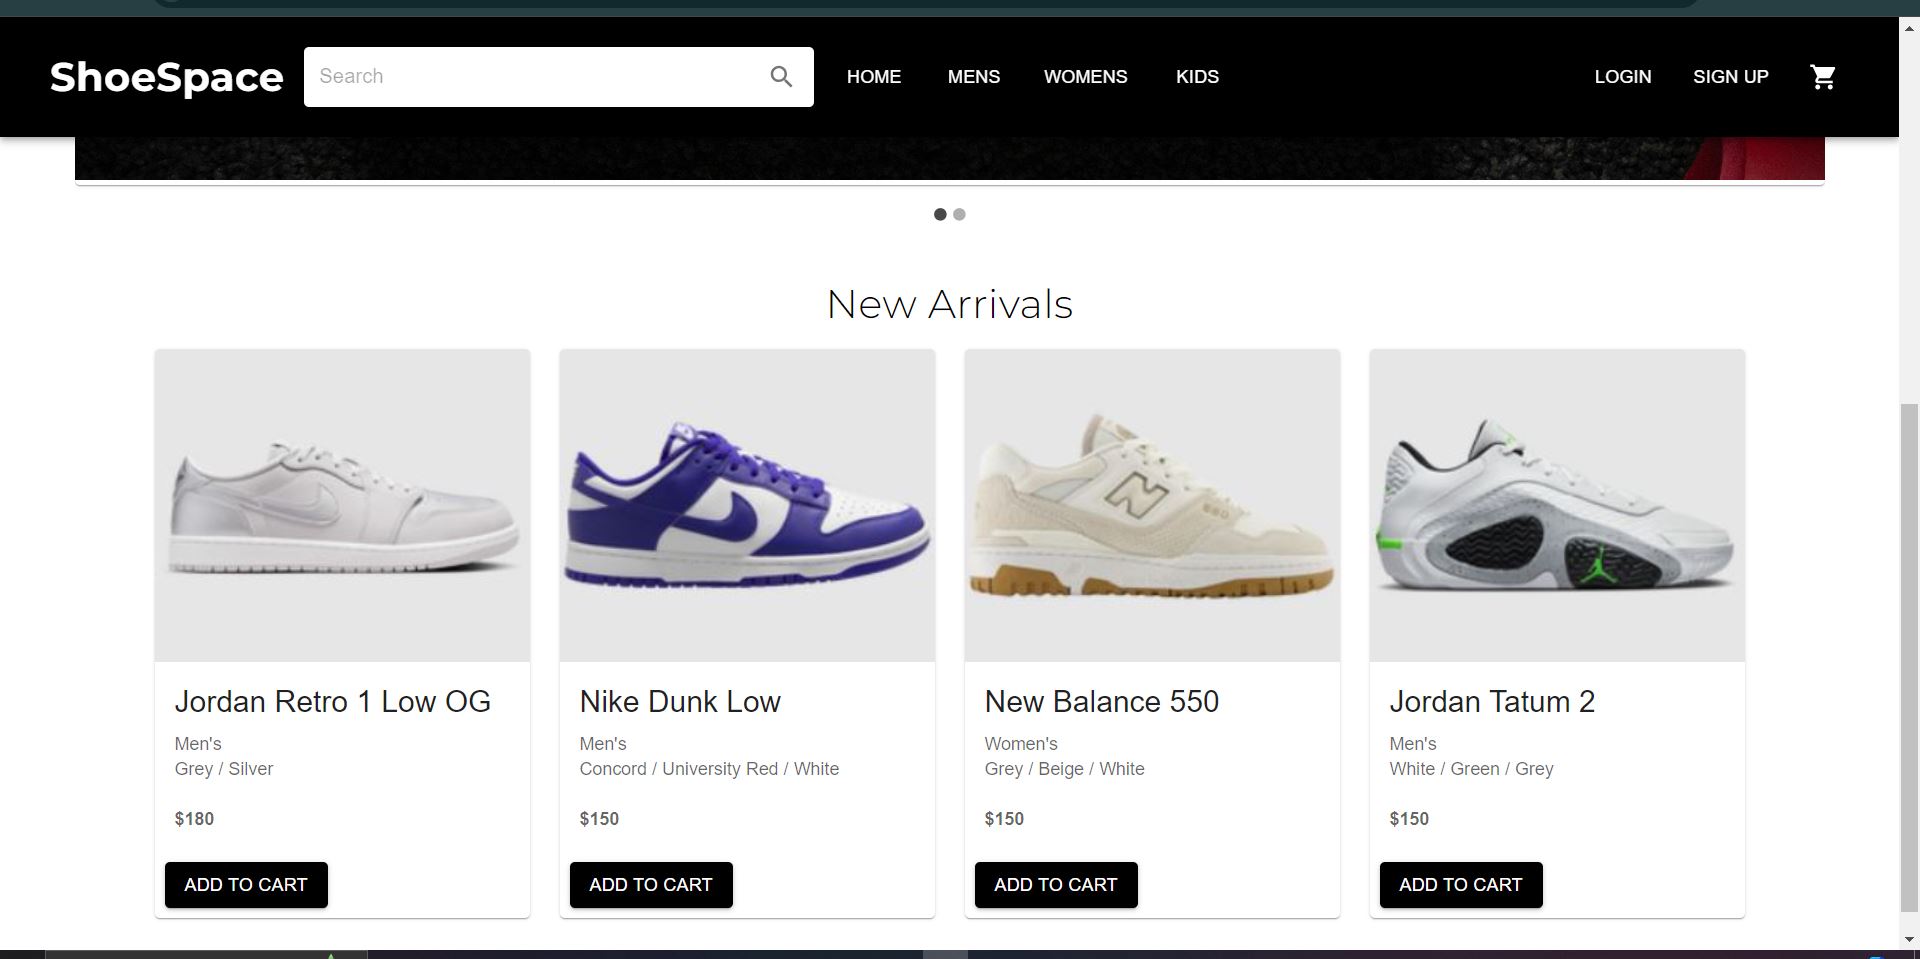 ShoeSpace Search HOME MENS WOMENS KIDS LOGIN SIGN UP
New Arrivals
Jordan Retro 1 Low OG
Men's
Grey / Silver
$180
ADD TO CART
Nike Dunk Low
Men's
Concord / University Red / White
$150
ADD TO CART
New Balance 550
Women's
Grey / Beige / White
$150
ADD TO CART
Jordan Tatum 2
Men's
White / Green / Grey
$150
ADD TO CART